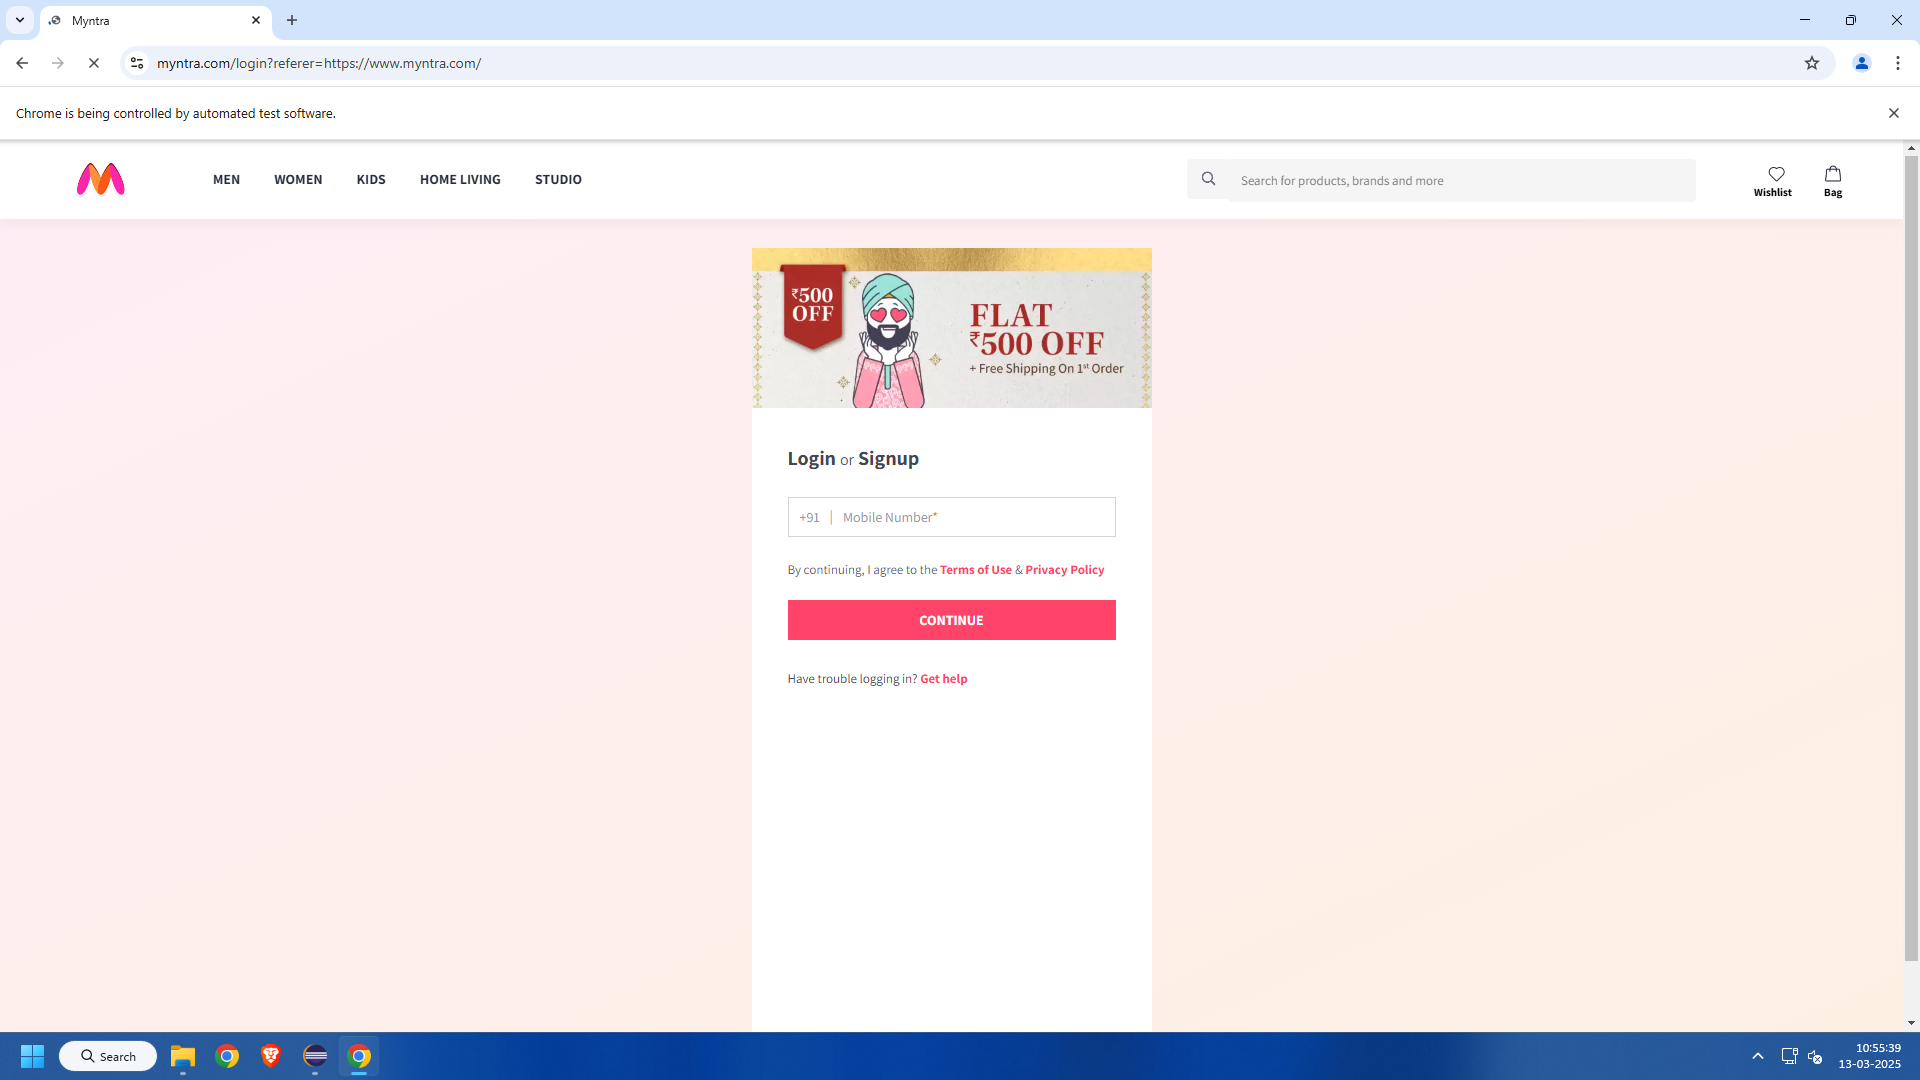 Myntra
myntra.com/login?referer=https://www.myntra.com/
Chrome is being controlled by automated test software.
MEN WOMEN KIDS HOME LIVING STUDIO
Search for products, brands and more
Wishlist
Bag
₹500
OFF
FLAT
₹500 OFF
+ Free Shipping On 1st Order
Login or Signup
+91 | Mobile Number*
By continuing, I agree to the Terms of Use & Privacy Policy
CONTINUE
Have trouble logging in? Get help
Search
10:55:39
13-03-2025